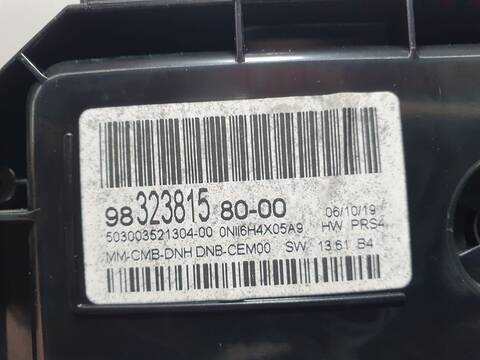 98 323815 80-00 06/10/19
503003521304-00 0NII6H4X05A9 HW PRS4
MM-CMB-DNH DNB-CEM00 SW 13.61 B4